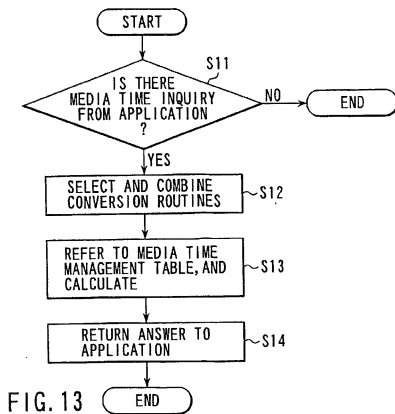 START
S11
IS THERE
MEDIA TIME INQUIRY
FROM APPLICATION
?
NO
END
YES
SELECT AND COMBINE
CONVERSION ROUTINES
S12
REFER TO MEDIA TIME
MANAGEMENT TABLE, AND
CALCULATE
S13
RETURN ANSWER TO
APPLICATION
S14
FIG. 13
END